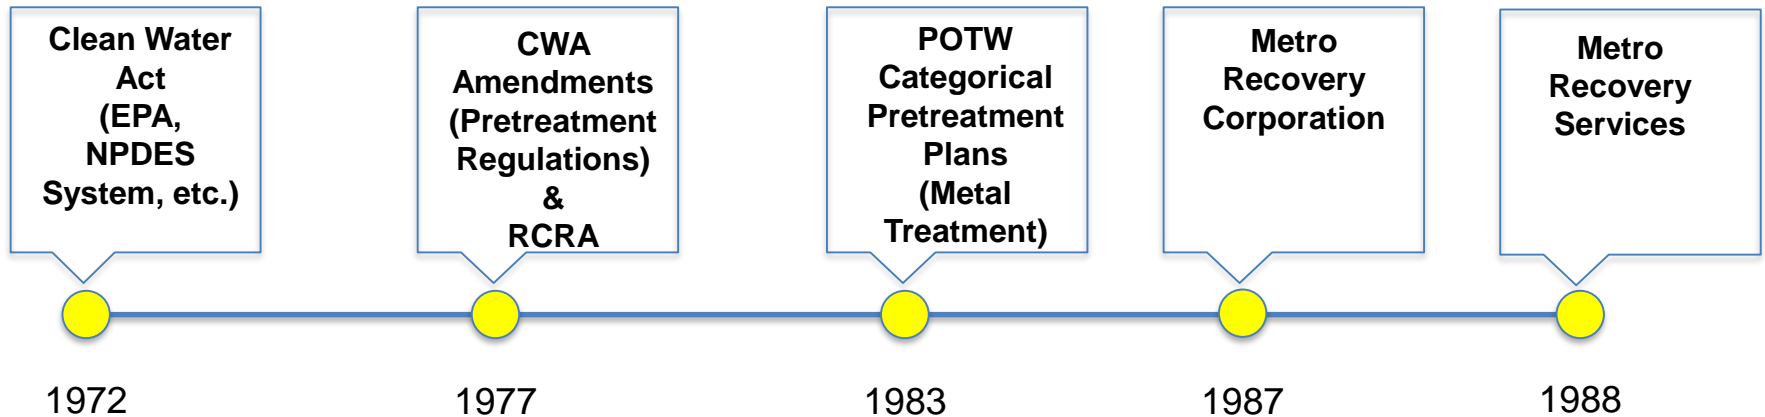 Clean Water
Act
(EPA,
NPDES
System, etc.)
CWA
Amendments
(Pretreatment
Regulations)
&
RCRA
POTW
Categorical
Pretreatment
Plans
(Metal
Treatment)
Metro
Recovery
Corporation
Metro
Recovery
Services
1972
1977
1983
1987
1988